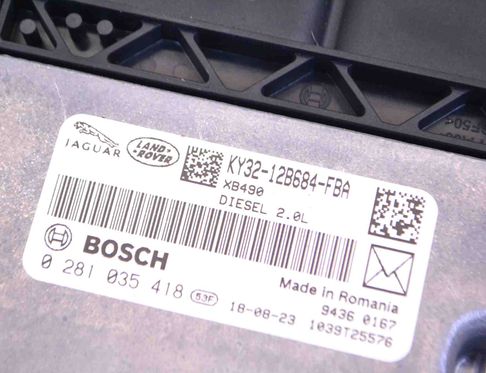 JAGUAR
LAND-ROVER
KY32-12B684-FBA
XB490
DIESEL 2.0L
BOSCH
0 281 035 418 53F
Made in Romania
18-08-23
9436 0167
1039T25576